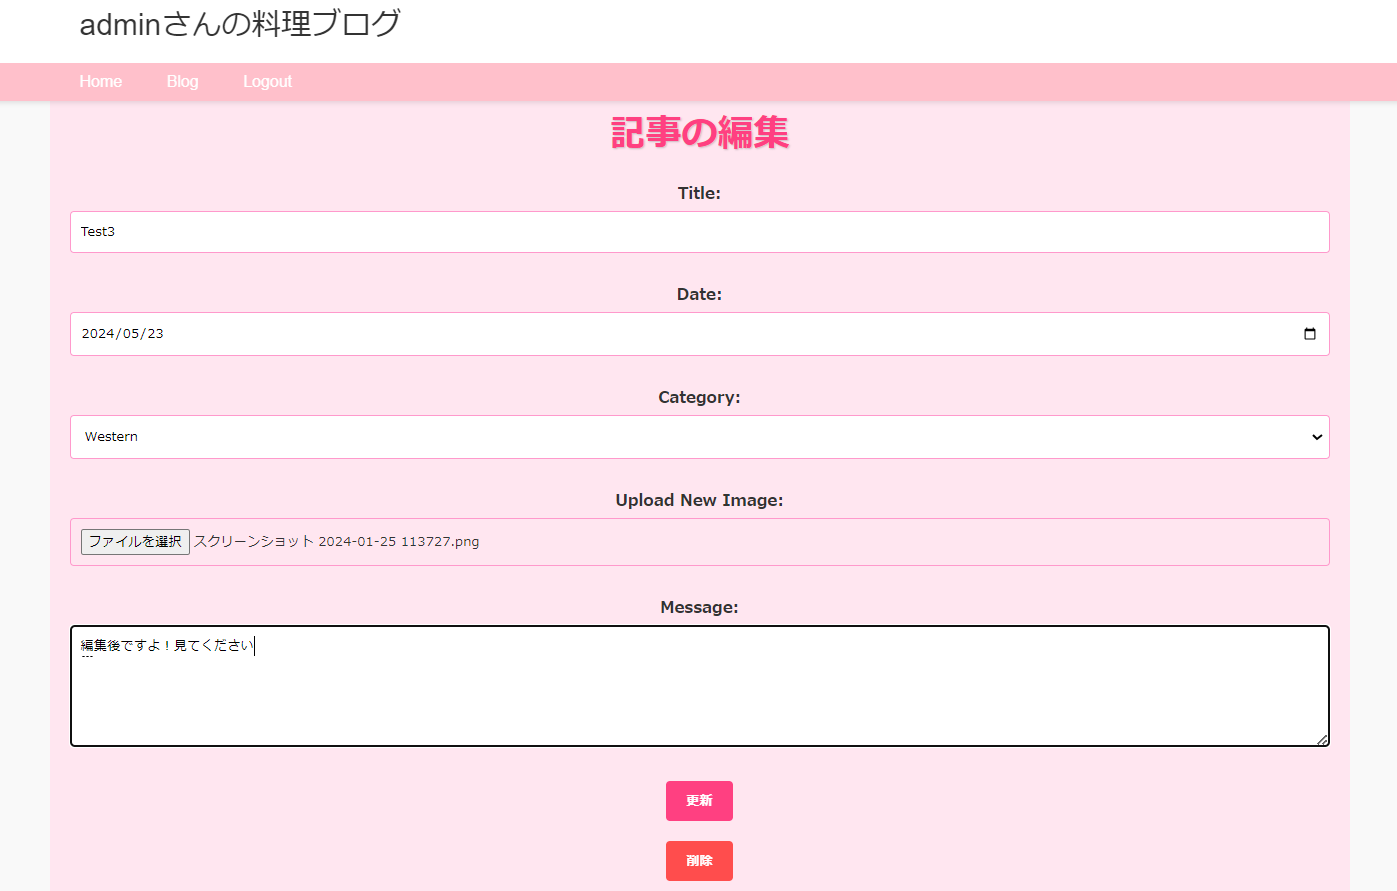 adminさんの料理ブログ
Home Blog Logout
記事の編集
Title:
Test3
Date:
2024/05/23
Category:
Western
Upload New Image:
ファイルを選択 スクリーンショット 2024-01-25 113727.png
Message:
編集後ですよ！見てください
更新
削除